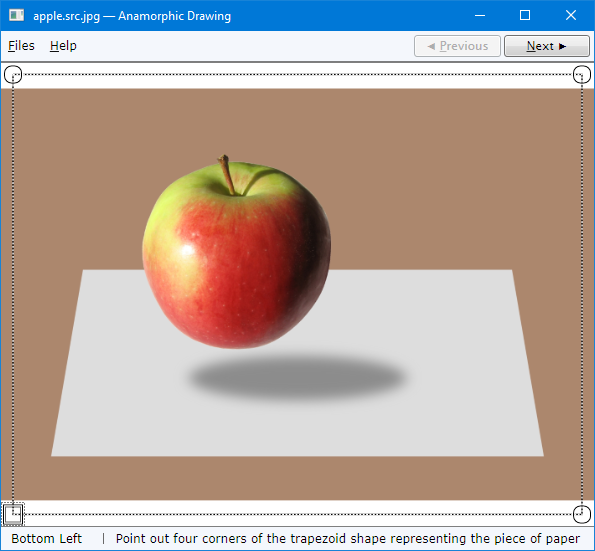 apple.src.jpg — Anamorphic Drawing
Files Help ◄ Previous Next ►
Bottom Left | Point out four corners of the trapezoid shape representing the piece of paper